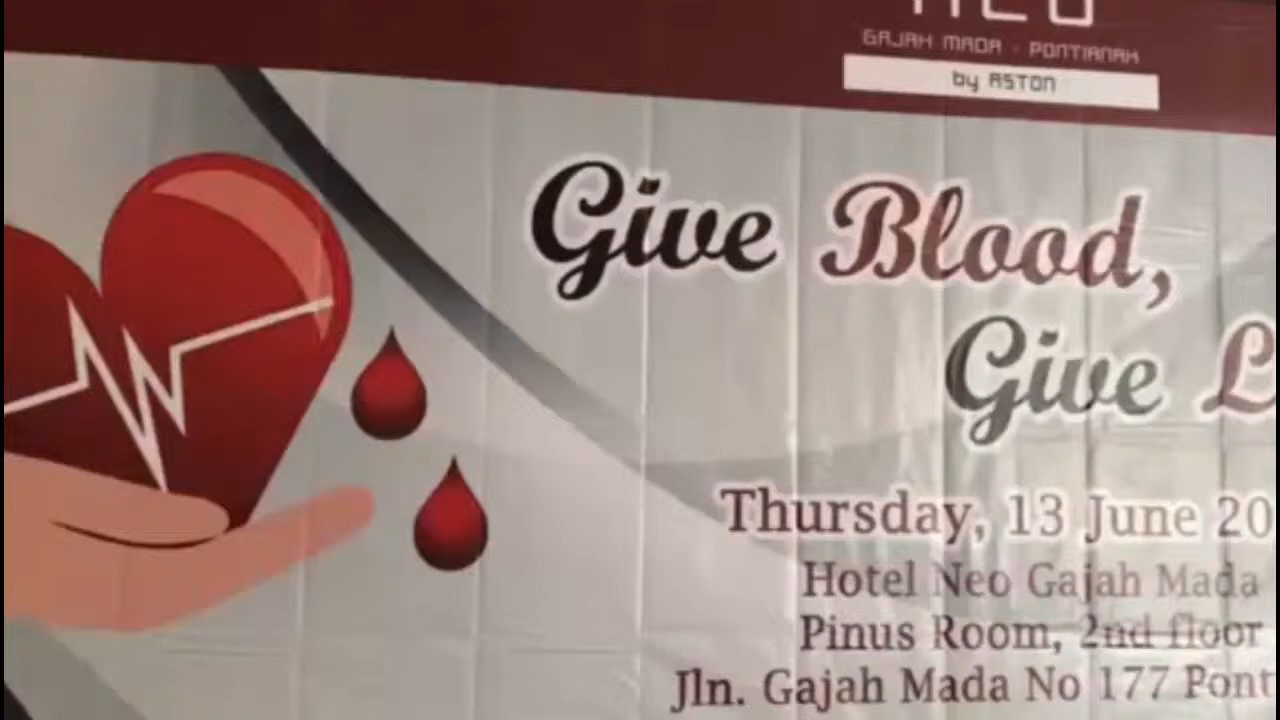 neo
GAJAH MADA - PONTIANAK
by ASTON
Give Blood,
Give L
Thursday, 13 June 20
Hotel Neo Gajah Mada
Pinus Room, 2nd floor
Jln. Gajah Mada No 177 Pont